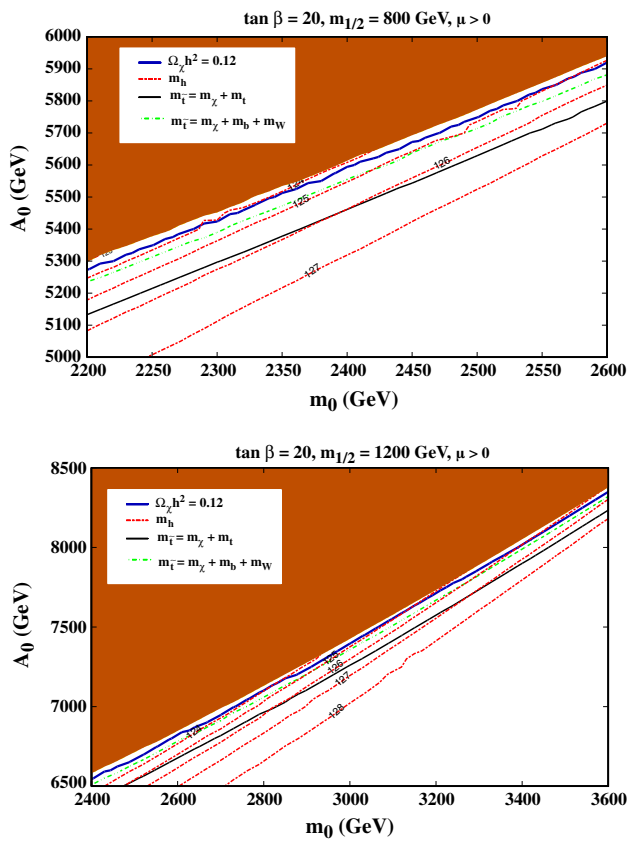 tan β = 20, m1/2 = 800 GeV, μ > 0
6000
5900
5800
5700
5600
5500
5400
5300
5200
5100
5000
A0 (GeV)
Ωχh² = 0.12
mh
mt̃ = mχ + mt
mt̃ = mχ + mb + mW
125
126
127
2200 2250 2300 2350 2400 2450 2500 2550 2600
m0 (GeV)
tan β = 20, m1/2 = 1200 GeV, μ > 0
8500
8000
7500
7000
6500
A0 (GeV)
Ωχh² = 0.12
mh
mt̃ = mχ + mt
mt̃ = mχ + mb + mW
125
126
127
128
2400 2600 2800 3000 3200 3400 3600
m0 (GeV)